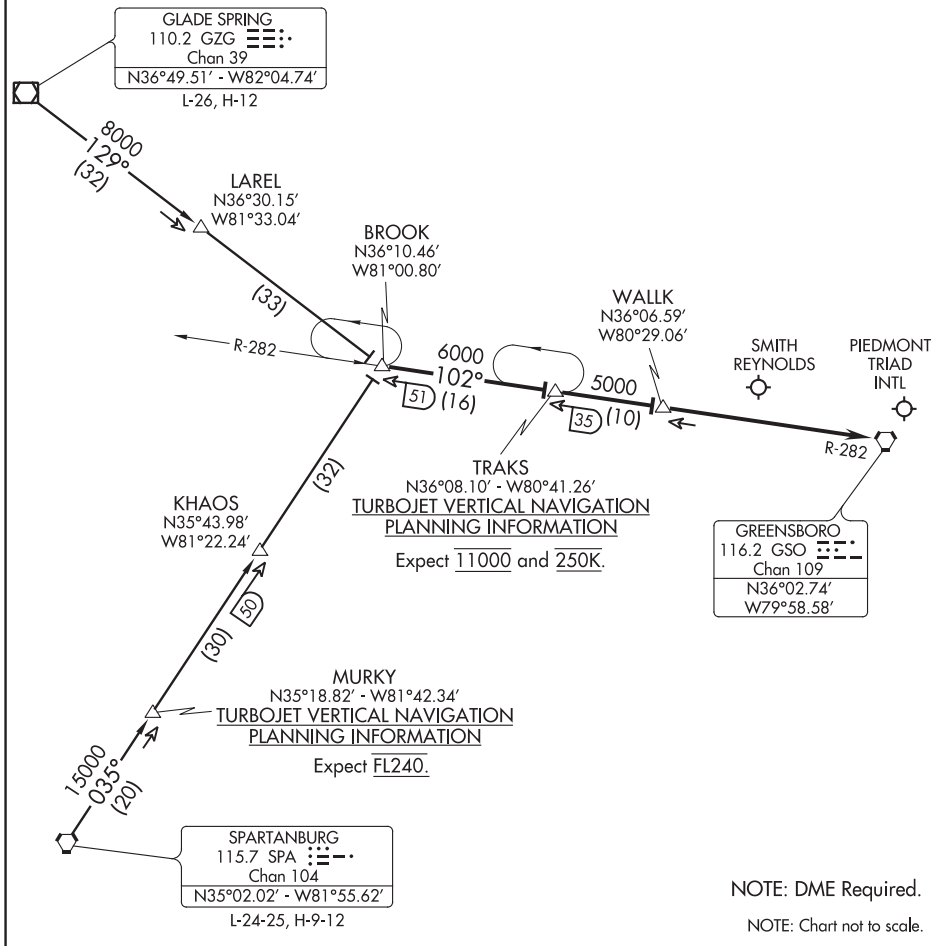 GLADE SPRING
110.2 GZG
Chan 39
N36°49.51′ - W82°04.74′
L-26, H-12
8000
129°
(32)
LAREL
N36°30.15′
W81°33.04′
BROOK
N36°10.46′
W81°00.80′
(33)
R-282
WALLK
N36°06.59′
W80°29.06′
SMITH
REYNOLDS
PIEDMONT
TRIAD
INTL
6000
102°
51 (16)
5000
35 (10)
R-282
TRAKS
N36°08.10′ - W80°41.26′
TURBOJET VERTICAL NAVIGATION
PLANNING INFORMATION
Expect 11000 and 250K.
(32)
KHAOS
N35°43.98′
W81°22.24′
50
(30)
GREENSBORO
116.2 GSO
Chan 109
N36°02.74′
W79°58.58′
MURKY
N35°18.82′ - W81°42.34′
TURBOJET VERTICAL NAVIGATION
PLANNING INFORMATION
Expect FL240.
15000
035°
(20)
SPARTANBURG
115.7 SPA
Chan 104
N35°02.02′ - W81°55.62′
L-24-25, H-9-12
NOTE: DME Required.
NOTE: Chart not to scale.